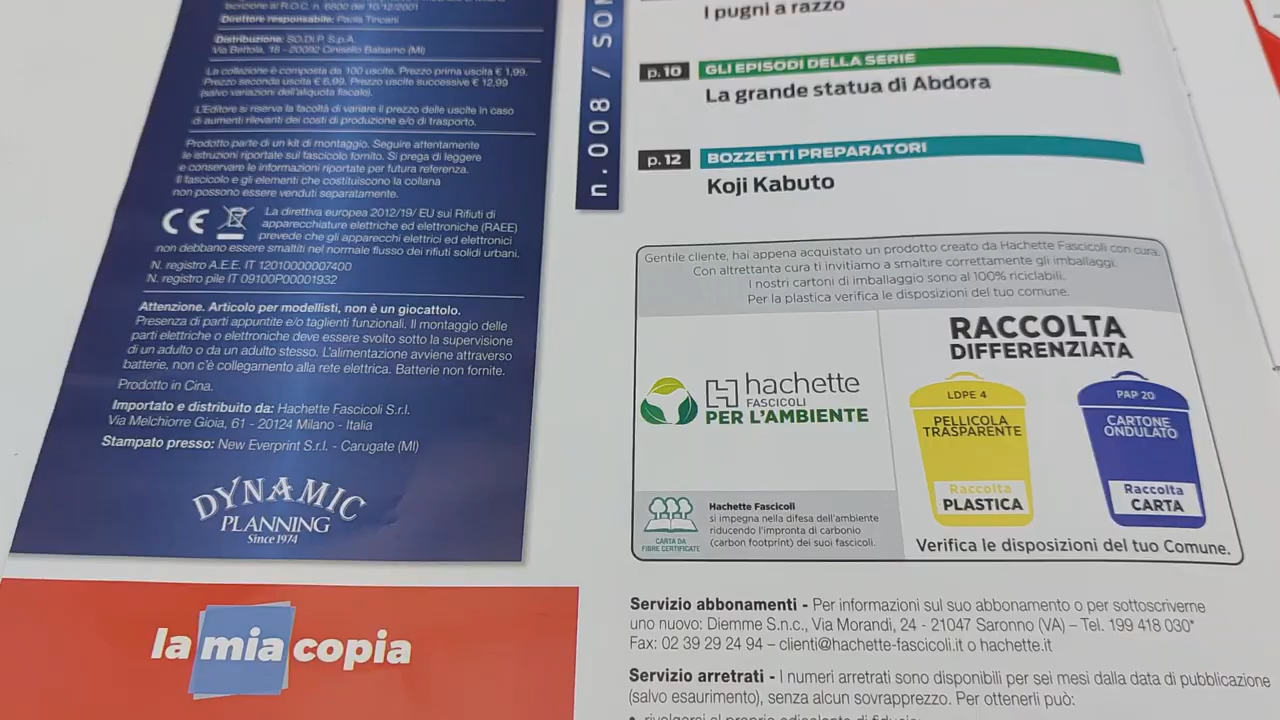 Iscrizione al R.O.C. n. 6800 del 10/12/2001
Direttore responsabile: Paola Tincani
Distribuzione: SO.DI.P. S.p.A.
Via Bettola, 18 - 20092 Cinisello Balsamo (MI)
La collezione è composta da 100 uscite. Prezzo prima uscita € 1,99.
Prezzo seconda uscita € 6,99. Prezzo uscite successive € 12,99
(salvo variazioni dell'aliquota fiscale).
L'Editore si riserva la facoltà di variare il prezzo delle uscite in caso
di aumenti rilevanti dei costi di produzione e/o di trasporto.
Prodotto parte di un kit di montaggio. Seguire attentamente
le istruzioni riportate sul fascicolo fornito. Si prega di leggere
e conservare le informazioni riportate per futura referenza.
Il fascicolo e gli elementi che costituiscono la collana
non possono essere venduti separatamente.
CE
La direttiva europea 2012/19/ EU sui Rifiuti di
apparecchiature elettriche ed elettroniche (RAEE)
prevede che gli apparecchi elettrici ed elettronici
non debbano essere smaltiti nel normale flusso dei rifiuti solidi urbani.
N. registro A.E.E. IT 12010000007400
N. registro pile IT 09100P00001932
Attenzione. Articolo per modellisti, non è un giocattolo.
Presenza di parti appuntite e/o taglienti funzionali. Il montaggio delle
parti elettriche o elettroniche deve essere svolto sotto la supervisione
di un adulto o da un adulto stesso. L'alimentazione avviene attraverso
batterie, non c'è collegamento alla rete elettrica. Batterie non fornite.
Prodotto in Cina.
Importato e distribuito da: Hachette Fascicoli S.r.l.
Via Melchiorre Gioia, 61 - 20124 Milano - Italia
Stampato presso: New Everprint S.r.l. - Carugate (MI)
DYNAMIC
PLANNING
Since 1974
la mia copia
n.008 / SOM
I pugni a razzo
p.10 GLI EPISODI DELLA SERIE
La grande statua di Abdora
p.12 BOZZETTI PREPARATORI
Koji Kabuto
Gentile cliente, hai appena acquistato un prodotto creato da Hachette Fascicoli con cura.
Con altrettanta cura ti invitiamo a smaltire correttamente gli imballaggi.
I nostri cartoni di imballaggio sono al 100% riciclabili.
Per la plastica verifica le disposizioni del tuo comune.
hachette
FASCICOLI
PER L'AMBIENTE
CARTA DA
FIBRE CERTIFICATE
Hachette Fascicoli
si impegna nella difesa dell'ambiente
riducendo l'impronta di carbonio
(carbon footprint) dei suoi fascicoli.
RACCOLTA
DIFFERENZIATA
LDPE 4
PELLICOLA
TRASPARENTE
Raccolta
PLASTICA
PAP 20
CARTONE
ONDULATO
Raccolta
CARTA
Verifica le disposizioni del tuo Comune.
Servizio abbonamenti - Per informazioni sul suo abbonamento o per sottoscriverne
uno nuovo: Diemme S.n.c., Via Morandi, 24 - 21047 Saronno (VA) – Tel. 199 418 030*
Fax: 02 39 29 24 94 – clienti@hachette-fascicoli.it o hachette.it
Servizio arretrati - I numeri arretrati sono disponibili per sei mesi dalla data di pubblicazione
(salvo esaurimento), senza alcun sovrapprezzo. Per ottenerli può: